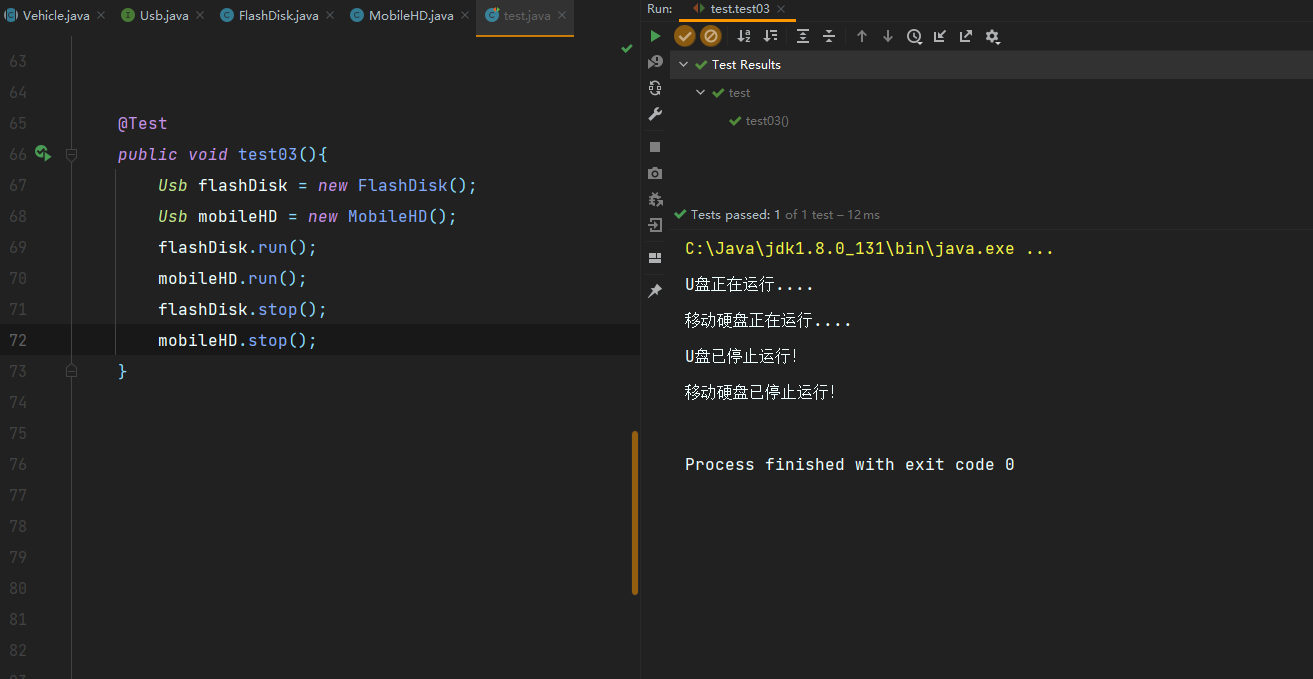 Vehicle.java
Usb.java
FlashDisk.java
MobileHD.java
test.java
63
64
65 @Test
66 public void test03(){
67 Usb flashDisk = new FlashDisk();
68 Usb mobileHD = new MobileHD();
69 flashDisk.run();
70 mobileHD.run();
71 flashDisk.stop();
72 mobileHD.stop();
73 }
74
75
76
77
78
79
80
81
82
Run: test.test03
Test Results
test
test03()
Tests passed: 1 of 1 test – 12 ms
C:\Java\jdk1.8.0_131\bin\java.exe ...
U盘正在运行....
移动硬盘正在运行....
U盘已停止运行!
移动硬盘已停止运行!
Process finished with exit code 0